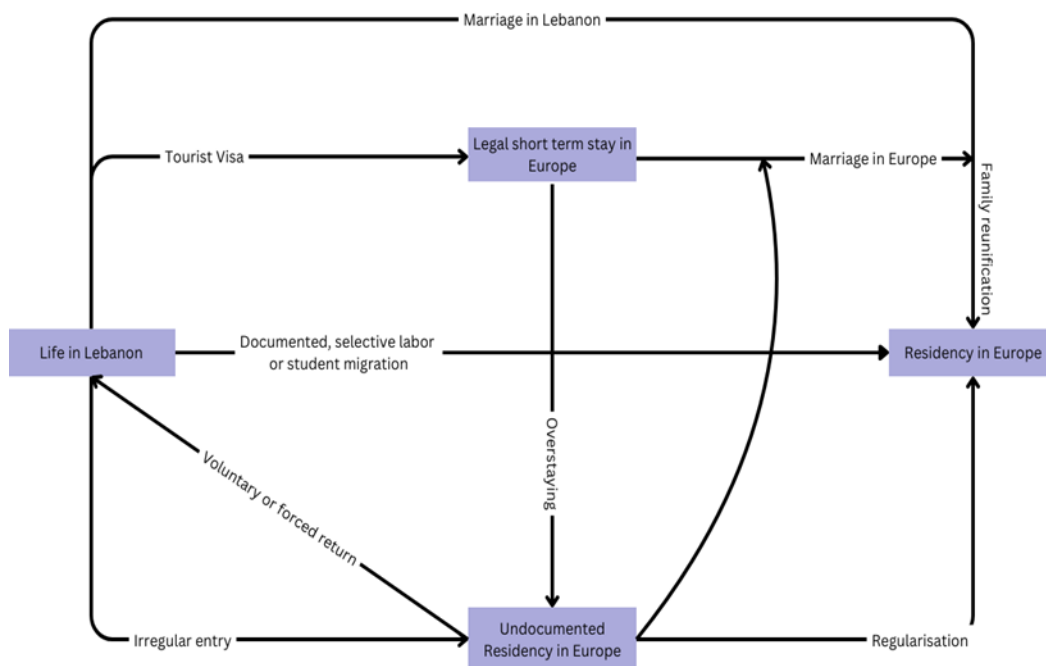 Marriage in Lebanon
Tourist Visa
Legal short term stay in
Europe
Marriage in Europe
Family reunification
Life in Lebanon
Documented, selective labor
or student migration
Residency in Europe
Overstaying
Voluntary or forced return
Irregular entry
Undocumented
Residency in Europe
Regularisation